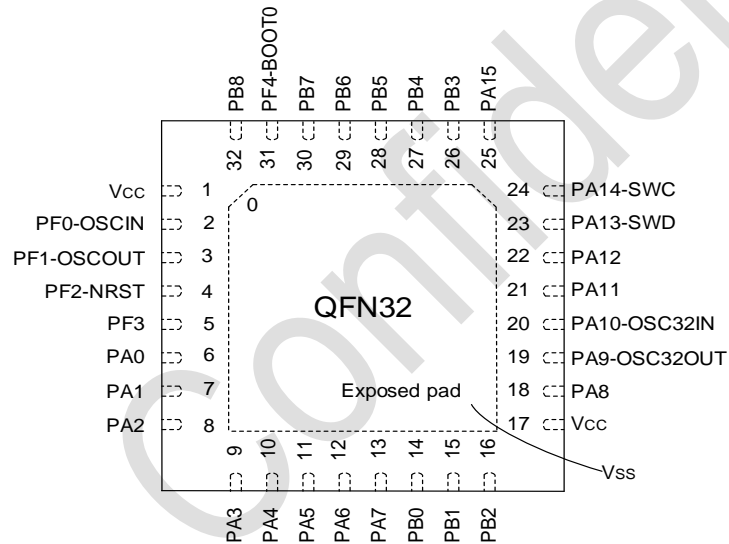 PB8
PF4-BOOT0
PB7
PB6
PB5
PB4
PB3
PA15
32
31
30
29
28
27
26
25
Vcc 1
PF0-OSCIN 2
PF1-OSCOUT 3
PF2-NRST 4
PF3 5
PA0 6
PA1 7
PA2 8
0
QFN32
Exposed pad
24 PA14-SWC
23 PA13-SWD
22 PA12
21 PA11
20 PA10-OSC32IN
19 PA9-OSC32OUT
18 PA8
17 Vcc
Vss
9
10
11
12
13
14
15
16
PA3
PA4
PA5
PA6
PA7
PB0
PB1
PB2
Confide